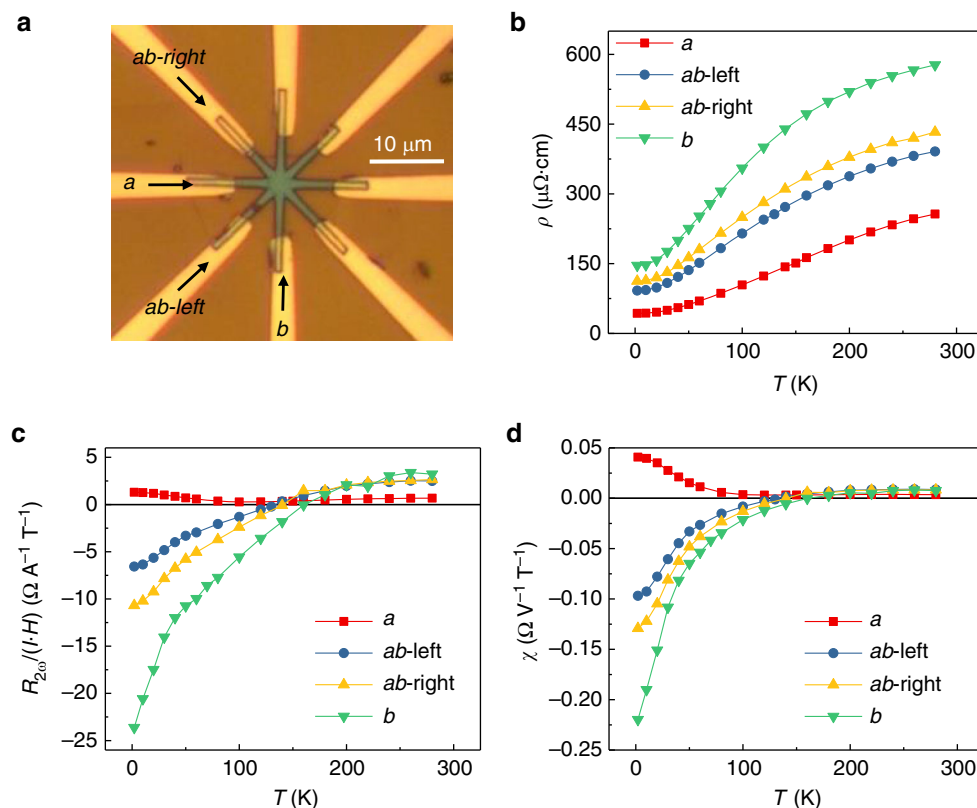 a
ab-right
10 μm
a
ab-left
b
b
600
450
300
150
0
ρ (μΩ·cm)
a
ab-left
ab-right
b
0
100
200
300
T (K)
c
5
0
−5
−10
−15
−20
−25
R2ω/(I·H) (Ω A−1 T−1)
a
ab-left
ab-right
b
0
100
200
300
T (K)
d
0.05
0.00
−0.05
−0.10
−0.15
−0.20
−0.25
χ (Ω V−1 T−1)
a
ab-left
ab-right
b
0
100
200
300
T (K)